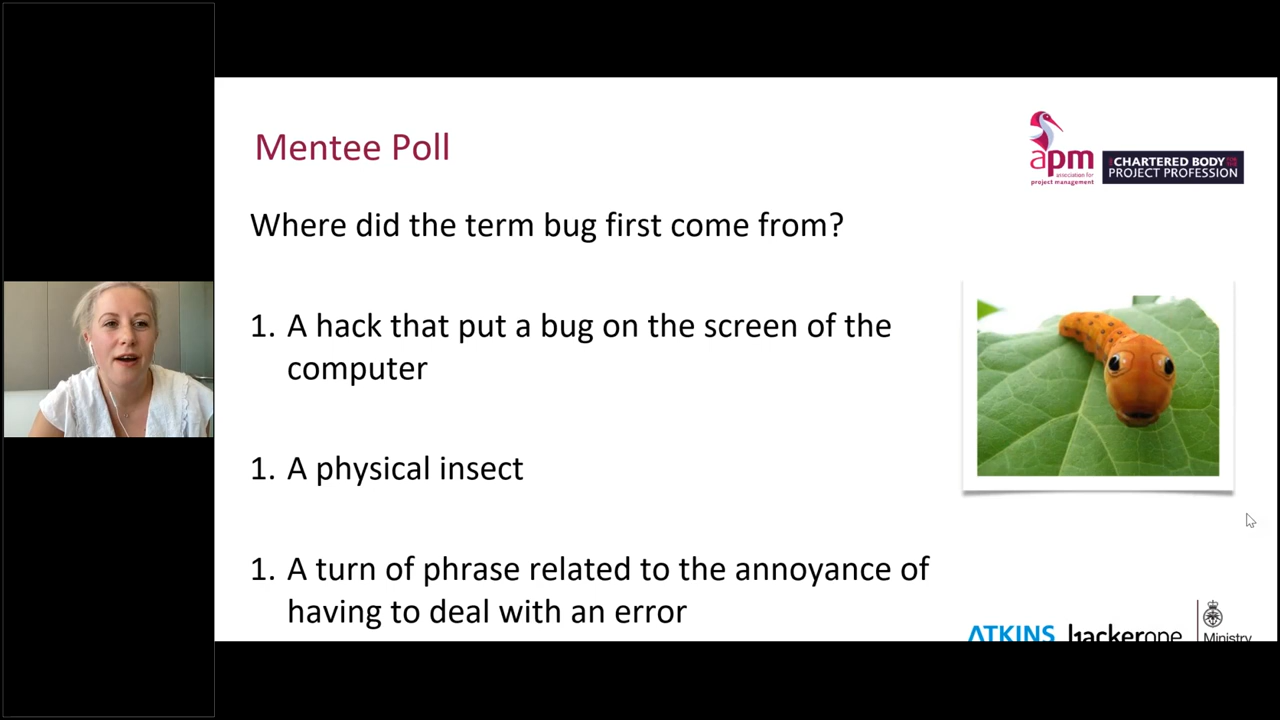 Mentee Poll
apm
association for
project management
CHARTERED BODY FOR THE
PROJECT PROFESSION
Where did the term bug first come from?
1. A hack that put a bug on the screen of the
computer
1. A physical insect
1. A turn of phrase related to the annoyance of
having to deal with an error
ATKINS
hackerone
Ministry